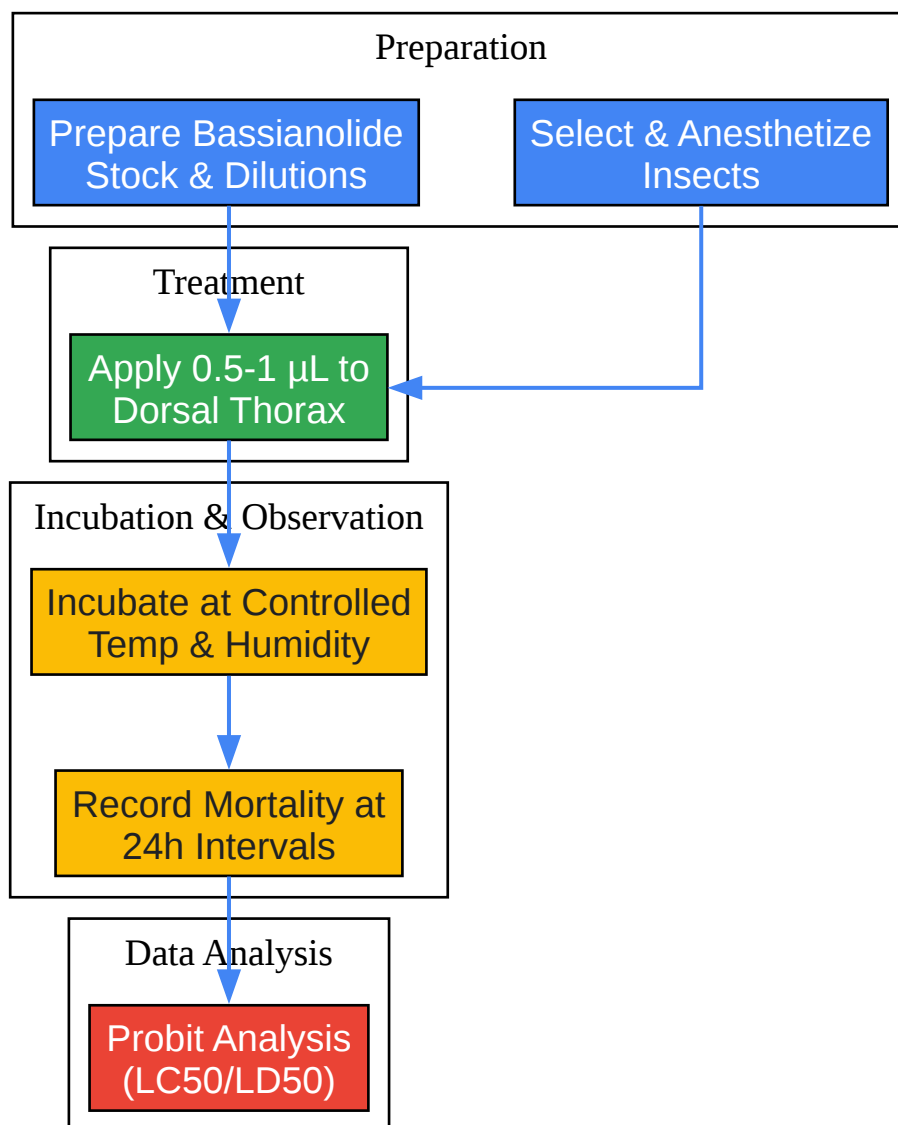 Preparation
Prepare Bassianolide
Stock & Dilutions
Select & Anesthetize
Insects
Treatment
Apply 0.5-1 µL to
Dorsal Thorax
Incubation & Observation
Incubate at Controlled
Temp & Humidity
Record Mortality at
24h Intervals
Data Analysis
Probit Analysis
(LC50/LD50)